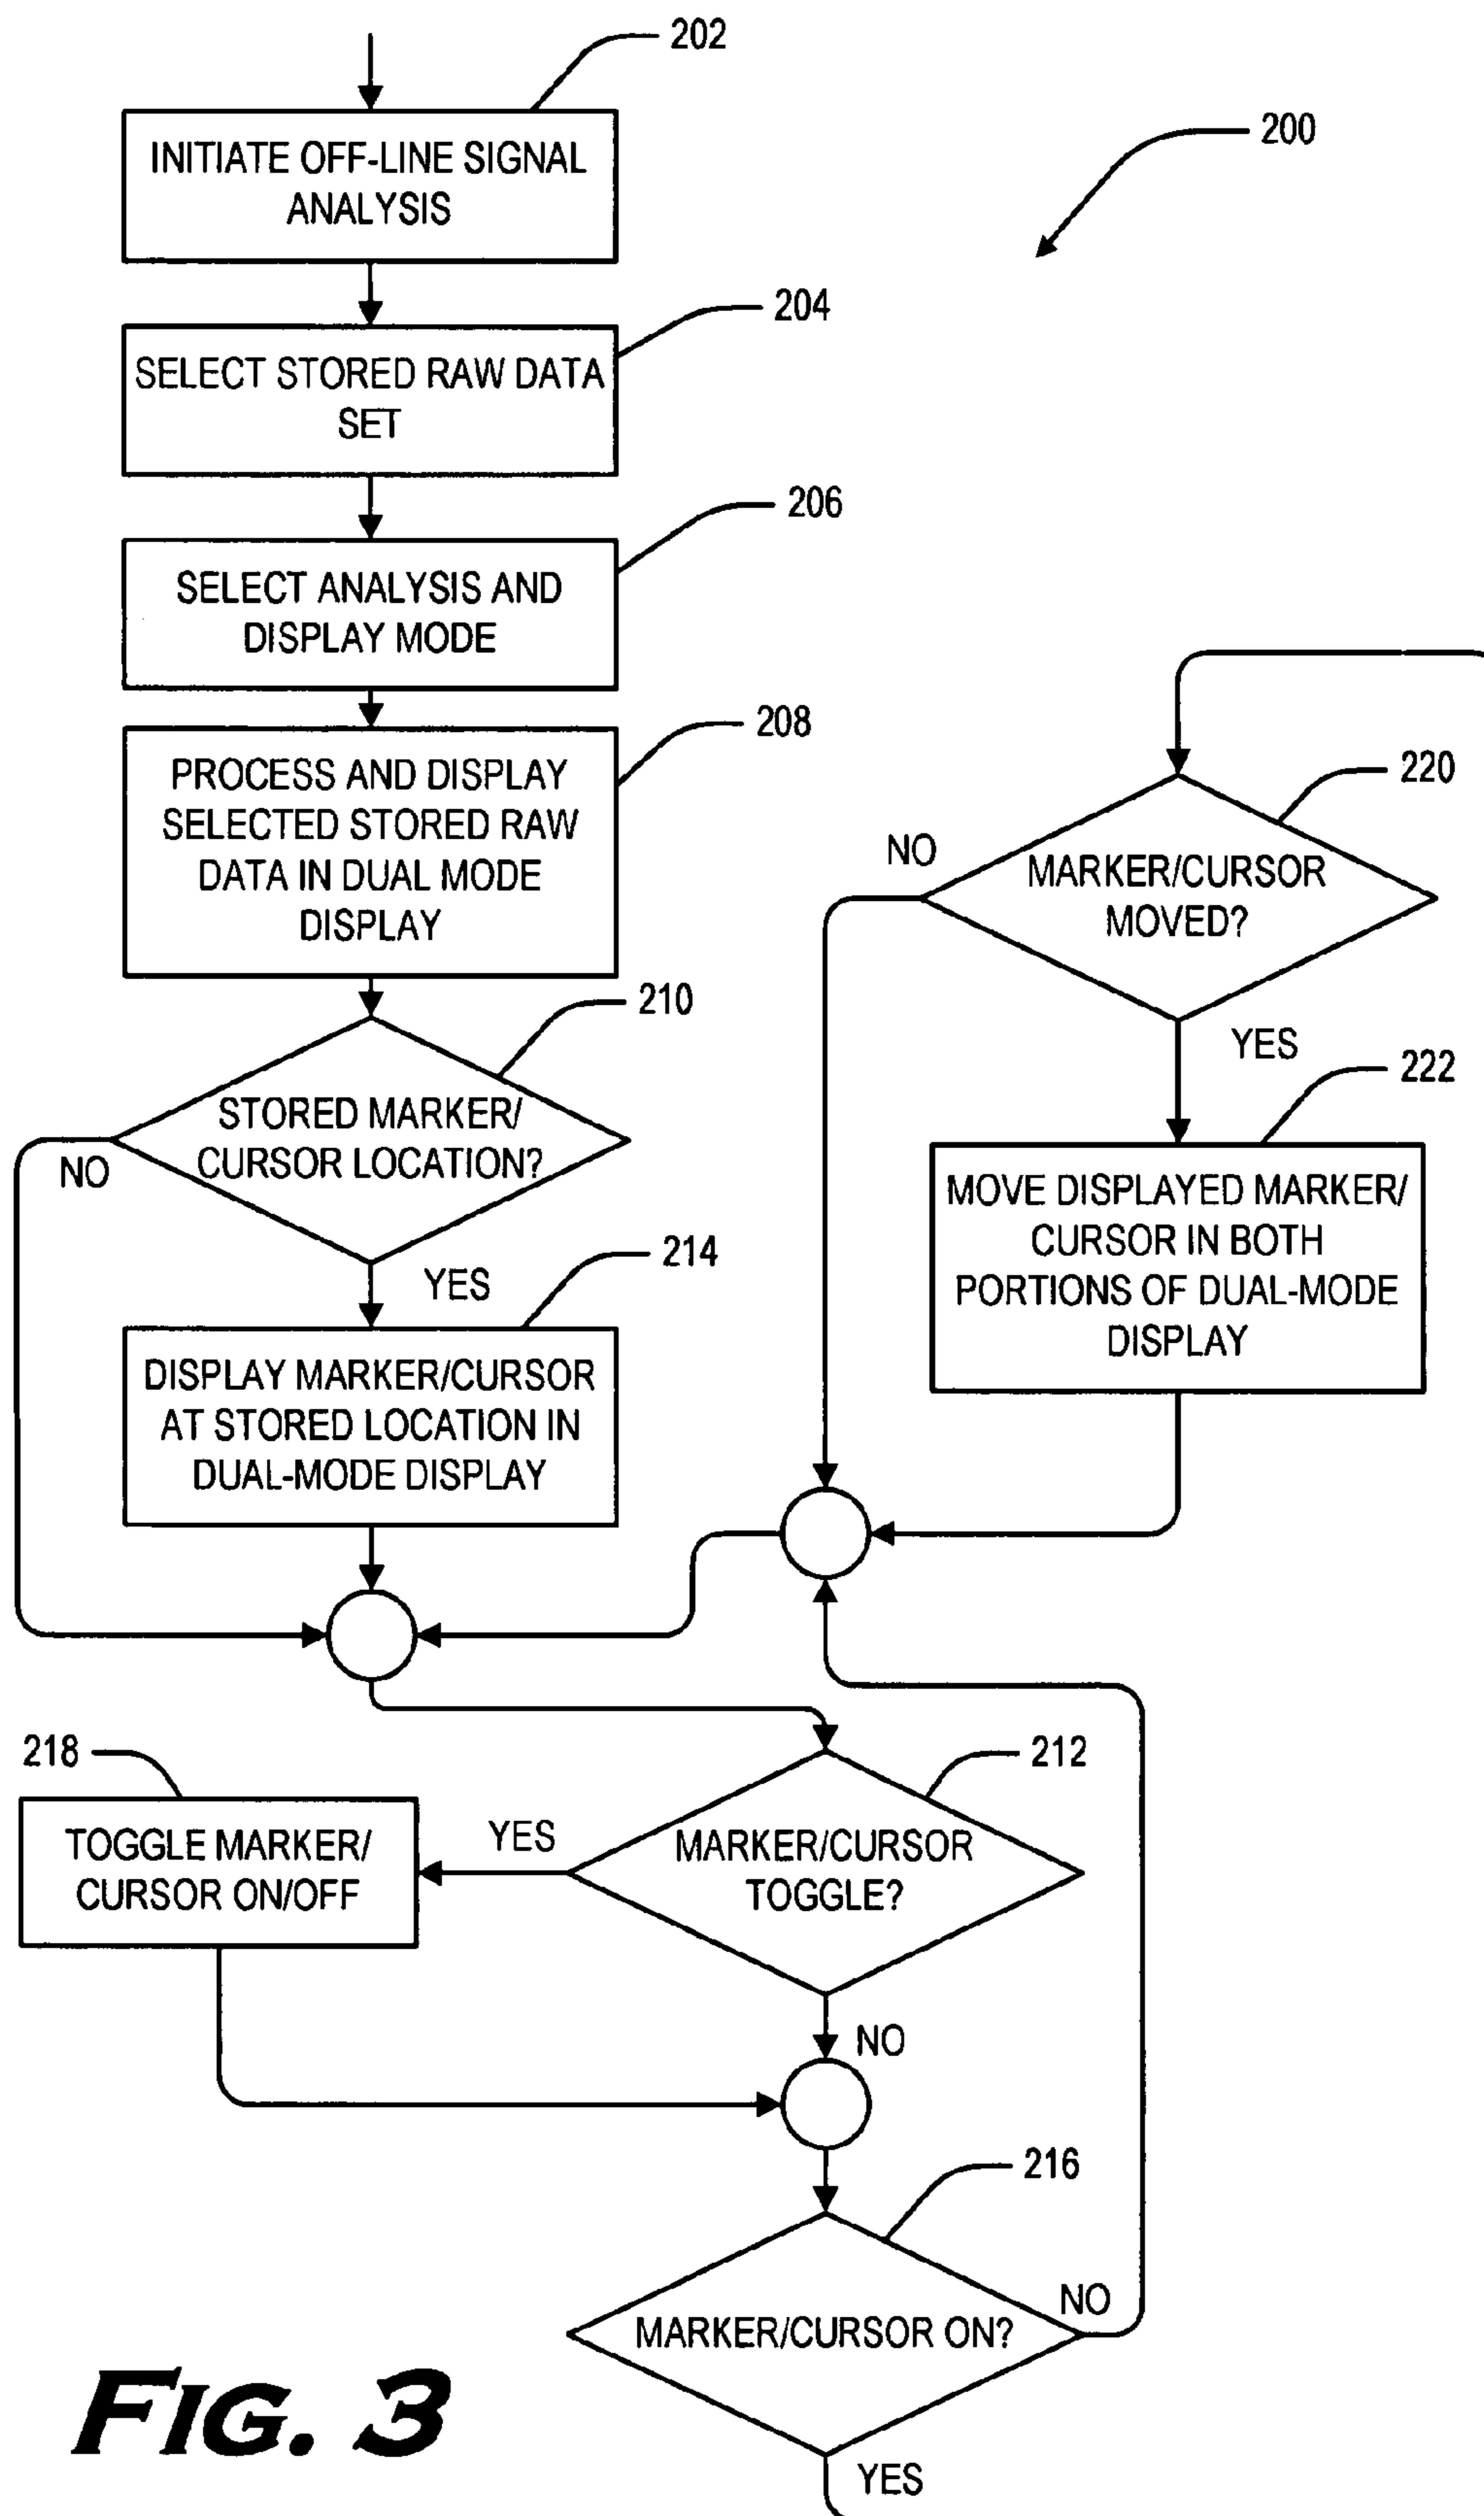 202
200
INITIATE OFF-LINE SIGNAL
ANALYSIS
204
SELECT STORED RAW DATA
SET
206
SELECT ANALYSIS AND
DISPLAY MODE
208
PROCESS AND DISPLAY
SELECTED STORED RAW
DATA IN DUAL MODE
DISPLAY
210
STORED MARKER/
CURSOR LOCATION?
NO
YES
214
DISPLAY MARKER/CURSOR
AT STORED LOCATION IN
DUAL-MODE DISPLAY
220
NO
MARKER/CURSOR
MOVED?
YES
222
MOVE DISPLAYED MARKER/
CURSOR IN BOTH
PORTIONS OF DUAL-MODE
DISPLAY
218
212
TOGGLE MARKER/
CURSOR ON/OFF
YES
MARKER/CURSOR
TOGGLE?
NO
216
NO
MARKER/CURSOR ON?
YES
FIG. 3